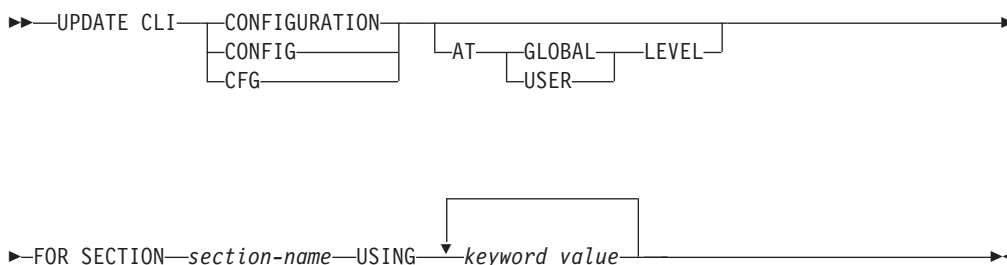 UPDATE CLI CONFIGURATION
CONFIG AT GLOBAL LEVEL
CFG USER
FOR SECTION section-name USING keyword value